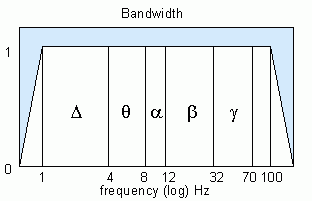 Bandwidth
1
Δ θ α β γ
0
1 4 8 12 32 70 100
frequency (log) Hz